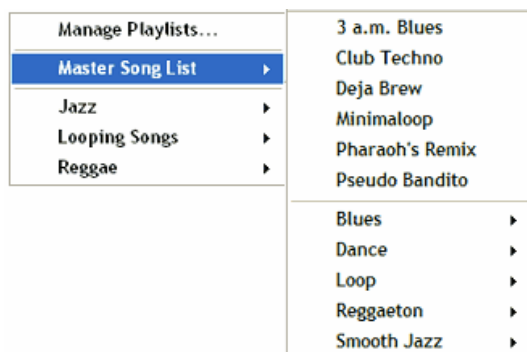 Manage Playlists...
Master Song List
Jazz
Looping Songs
Reggae
3 a.m. Blues
Club Techno
Deja Brew
Minimaloop
Pharaoh's Remix
Pseudo Bandito
Blues
Dance
Loop
Reggaeton
Smooth Jazz